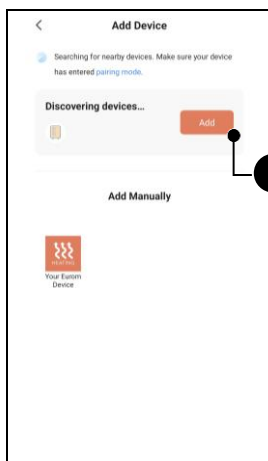 Add Device
Searching for nearby devices. Make sure your device
has entered pairing mode.
Discovering devices...
Add
Add Manually
HEATING
Your Eurom
Device